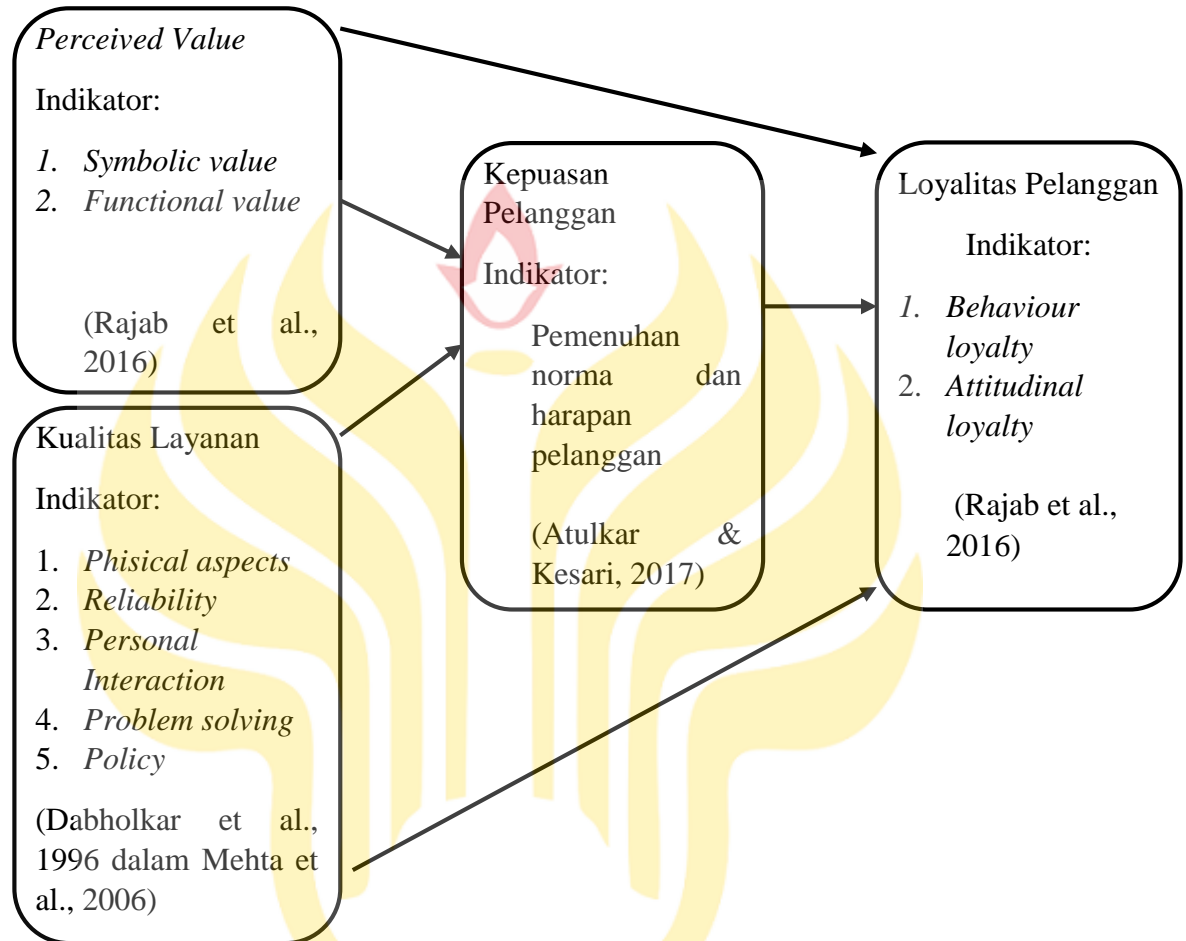 Perceived Value
Indikator:
1. Symbolic value
2. Functional value
(Rajab et al.,
2016)
Kualitas Layanan
Indikator:
1. Phisical aspects
2. Reliability
3. Personal
Interaction
4. Problem solving
5. Policy
(Dabholkar et al.,
1996 dalam Mehta et
al., 2006)
Kepuasan
Pelanggan
Indikator:
Pemenuhan
norma dan
harapan
pelanggan
(Atulkar &
Kesari, 2017)
Loyalitas Pelanggan
Indikator:
1. Behaviour
loyalty
2. Attitudinal
loyalty
(Rajab et al.,
2016)